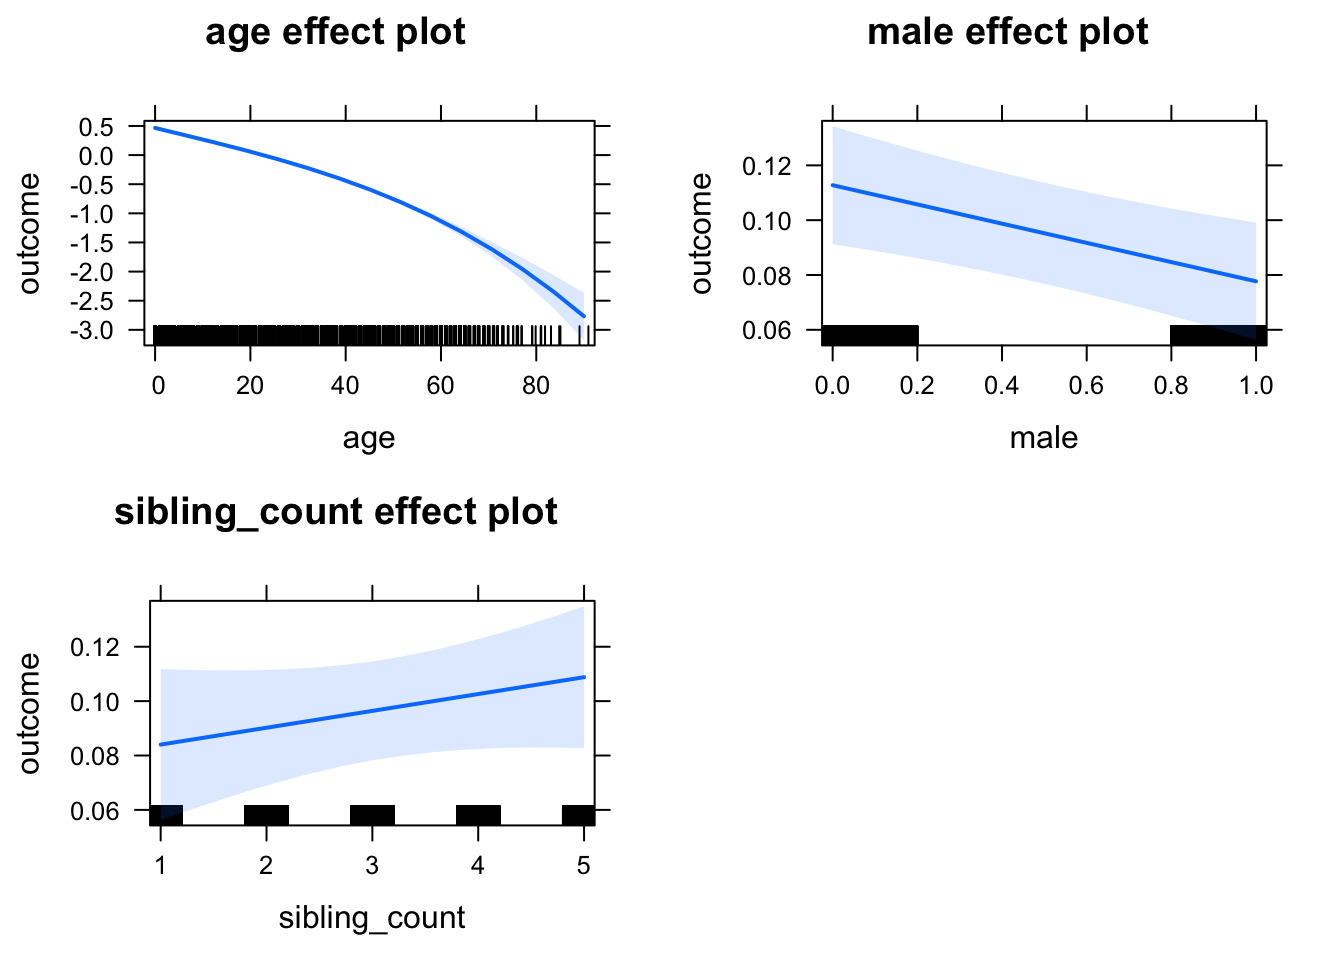 age effect plot
outcome
0.5
0.0
-0.5
-1.0
-1.5
-2.0
-2.5
-3.0
0 20 40 60 80
age
male effect plot
outcome
0.12
0.10
0.08
0.06
0.0 0.2 0.4 0.6 0.8 1.0
male
sibling_count effect plot
outcome
0.12
0.10
0.08
0.06
1 2 3 4 5
sibling_count